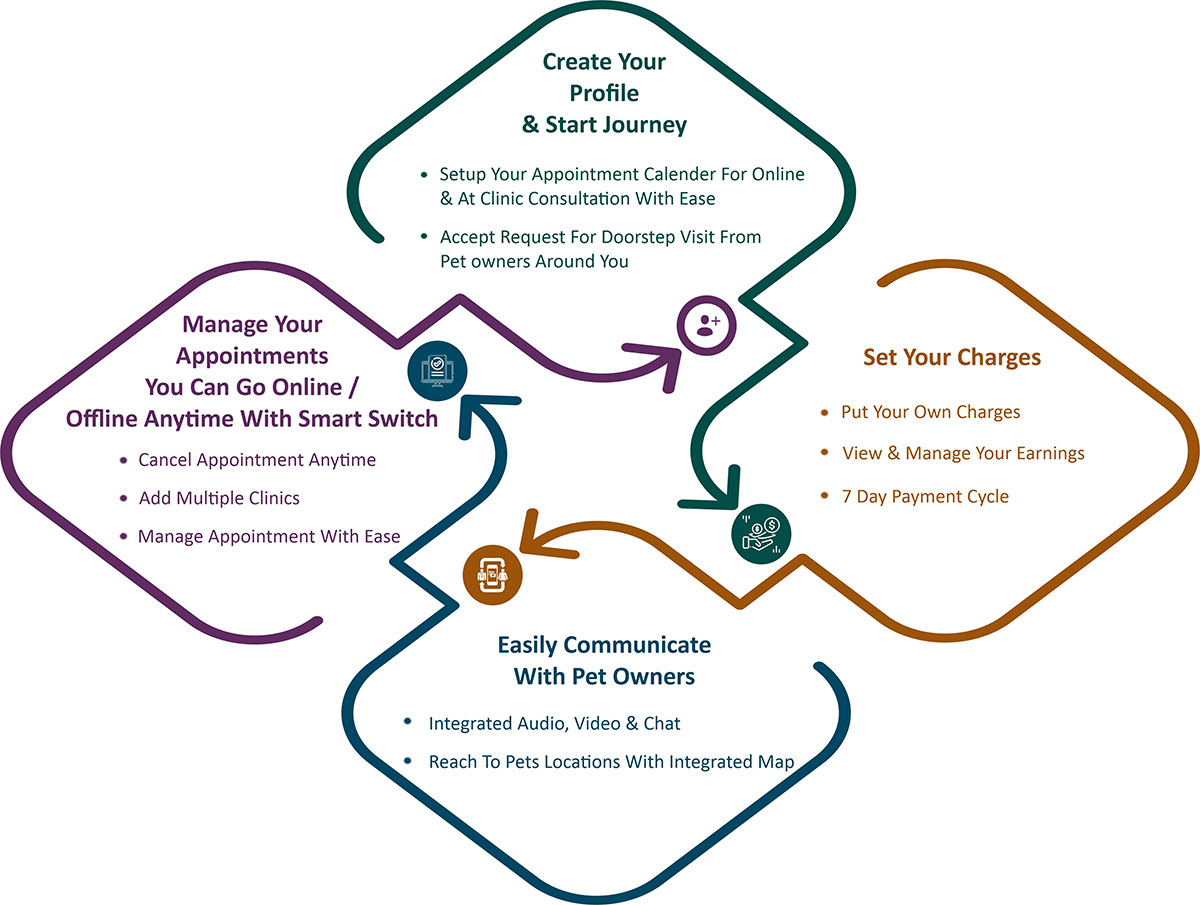 Create Your
Profile
& Start Journey
• Setup Your Appointment Calender For Online
& At Clinic Consultation With Ease
• Accept Request For Doorstep Visit From
Pet owners Around You
Manage Your
Appointments
You Can Go Online /
Offline Anytime With Smart Switch
• Cancel Appointment Anytime
• Add Multiple Clinics
• Manage Appointment With Ease
Set Your Charges
• Put Your Own Charges
• View & Manage Your Earnings
• 7 Day Payment Cycle
Easily Communicate
With Pet Owners
• Integrated Audio, Video & Chat
• Reach To Pets Locations With Integrated Map